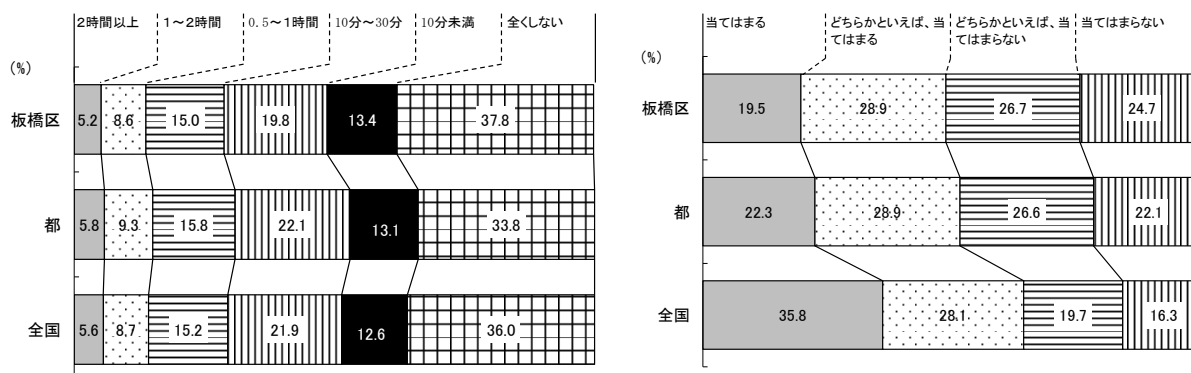 2時間以上 1～2時間 0.5～1時間 10分～30分 10分未満 全くしない
(%)
板橋区 5.2 8.6 15.0 19.8 13.4 37.8
都 5.8 9.3 15.8 22.1 13.1 33.8
全国 5.6 8.7 15.2 21.9 12.6 36.0
当てはまる どちらかといえば、当 どちらかといえば、当 当てはまらない
てはまる てはまらない
(%)
板橋区 19.5 28.9 26.7 24.7
都 22.3 28.9 26.6 22.1
全国 35.8 28.1 19.7 16.3